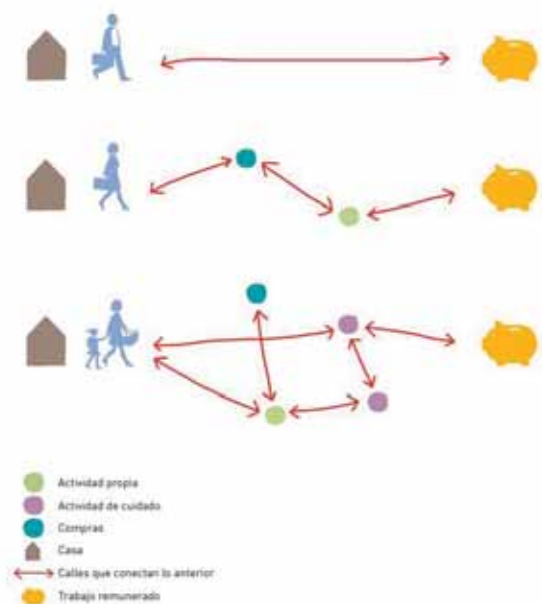 Actividad propia
Actividad de cuidado
Compras
Casa
Calles que conectan lo anterior
Trabajo remunerado